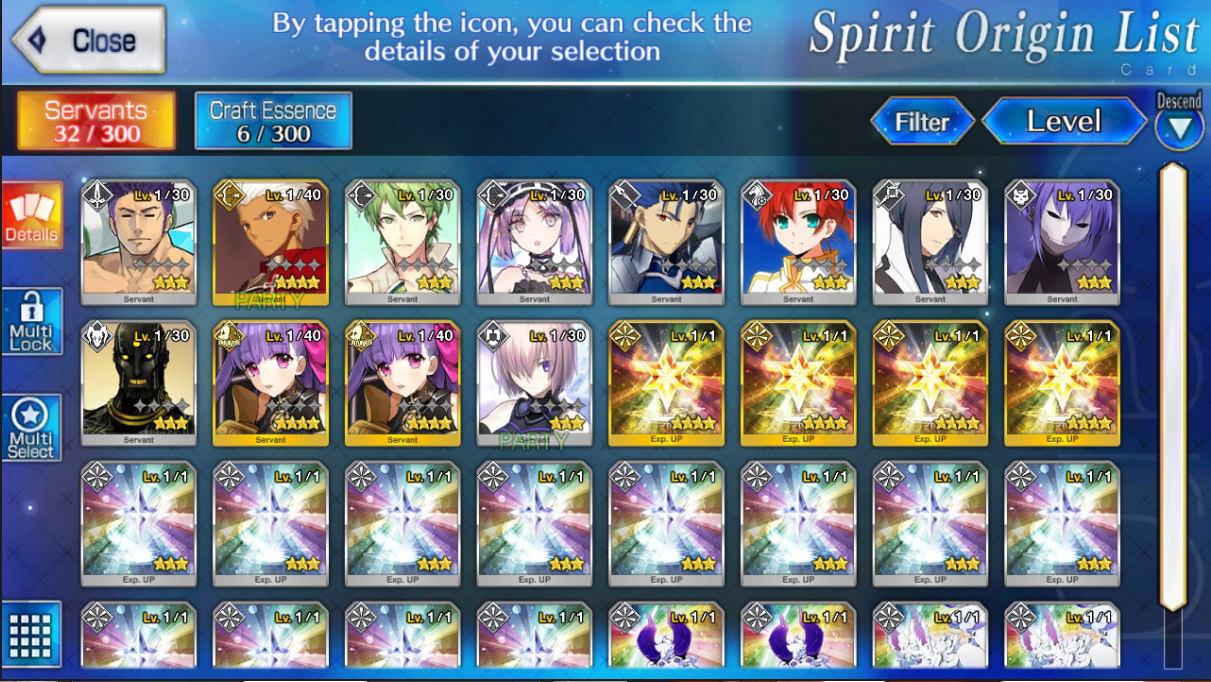 Close
By tapping the icon, you can check the
details of your selection
Spirit Origin List
Card
Servants
32 / 300
Craft Essence
6 / 300
Filter
Level
Descend
Details
Multi
Lock
Multi
Select
Lv. 1/30
Lv. 1/40
Lv. 1/30
Lv. 1/30
Lv. 1/30
Lv. 1/30
Lv. 1/30
Lv. 1/30
Servant
Servant
PARTY
Servant
Servant
Servant
Servant
Servant
Servant
Lv. 1/30
Lv. 1/40
Lv. 1/40
Lv. 1/30
Lv. 1/1
Lv. 1/1
Lv. 1/1
Lv. 1/1
Servant
Servant
Servant
Servant
PARTY
Exp. UP
Exp. UP
Exp. UP
Exp. UP
Lv. 1/1
Lv. 1/1
Lv. 1/1
Lv. 1/1
Lv. 1/1
Lv. 1/1
Lv. 1/1
Lv. 1/1
Exp. UP
Exp. UP
Exp. UP
Exp. UP
Exp. UP
Exp. UP
Exp. UP
Exp. UP
Lv. 1/1
Lv. 1/1
Lv. 1/1
Lv. 1/1
Lv. 1/1
Lv. 1/1
Lv. 1/1
Lv. 1/1